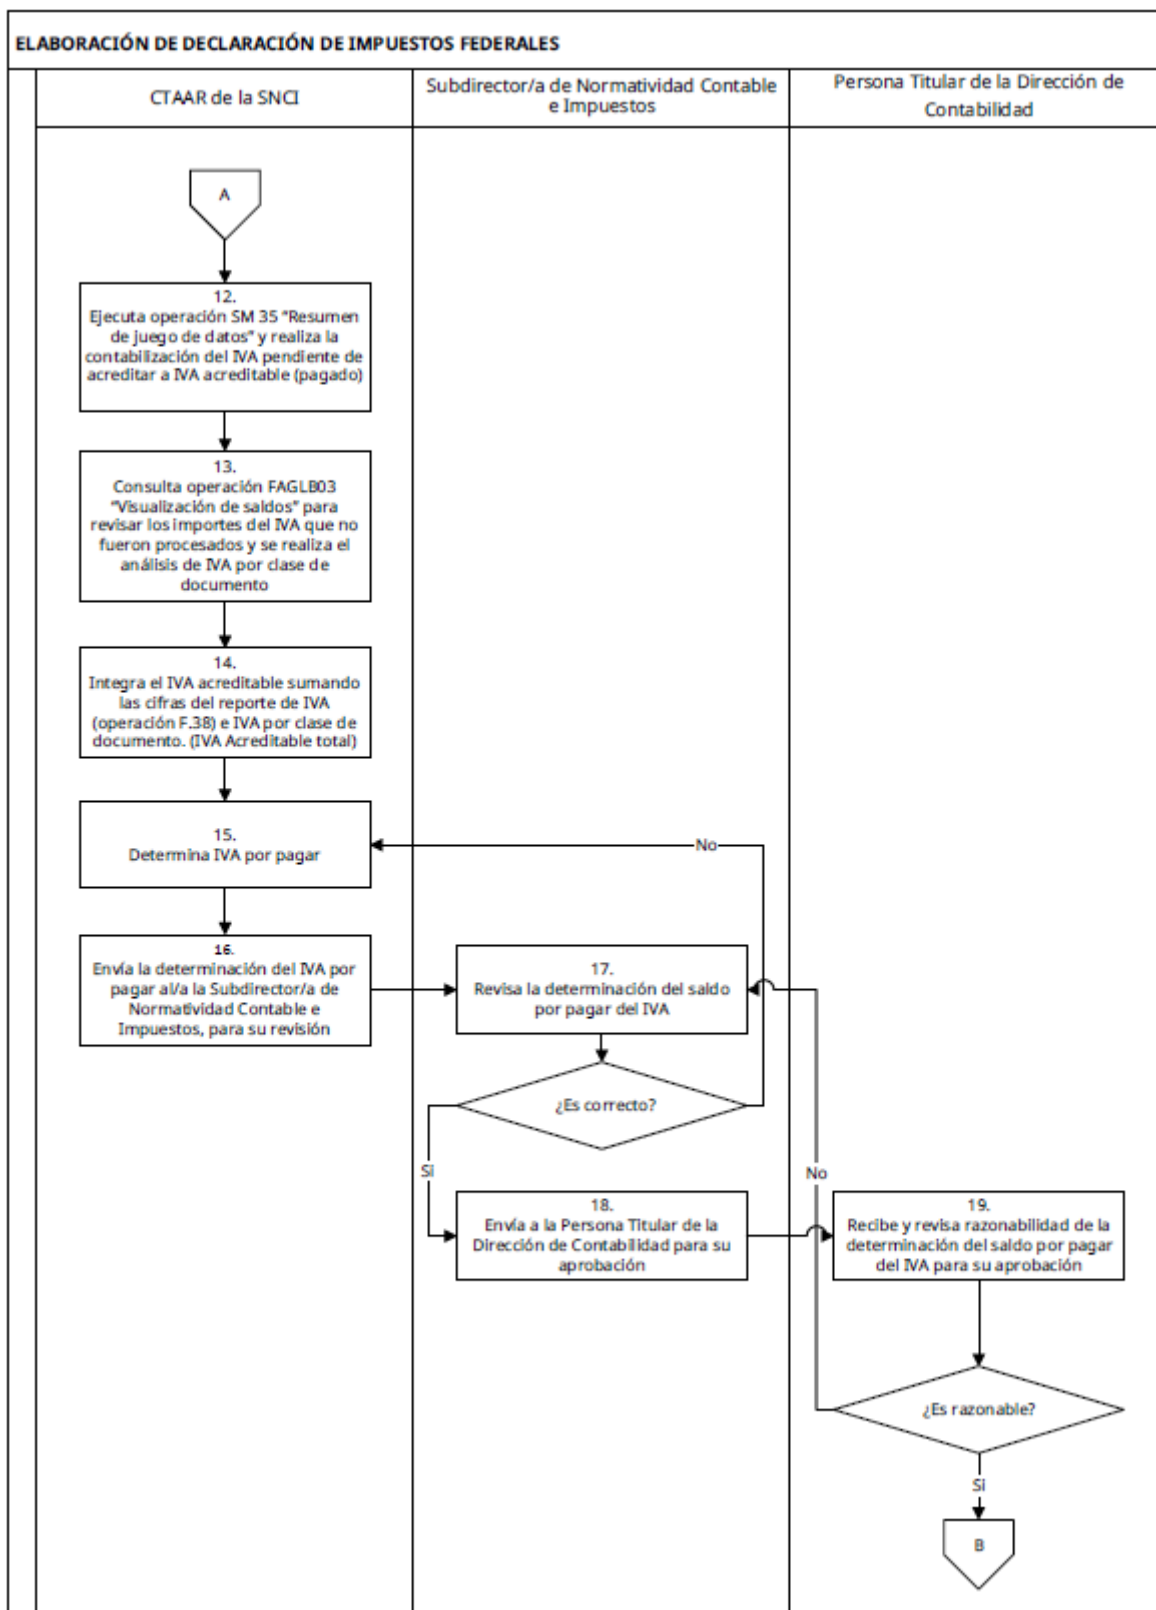 ELABORACIÓN DE DECLARACIÓN DE IMPUESTOS FEDERALES
CTAAR de la SNCI
Subdirector/a de Normatividad Contable
e Impuestos
Persona Titular de la Dirección de
Contabilidad
A
12.
Ejecuta operación SM 35 "Resumen
de juego de datos" y realiza la
contabilización del IVA pendiente de
acreditar a IVA acreditable (pagado)
13.
Consulta operación FAGLB03
"Visualización de saldos" para
revisar los importes del IVA que no
fueron procesados y se realiza el
análisis de IVA por clase de
documento
14.
Integra el IVA acreditable sumando
las cifras del reporte de IVA
(operación F.38) e IVA por clase de
documento. (IVA Acreditable total)
15.
Determina IVA por pagar
No
16.
Envía la determinación del IVA por
pagar al/a la Subdirector/a de
Normatividad Contable e
Impuestos, para su revisión
17.
Revisa la determinación del saldo
por pagar del IVA
¿Es correcto?
Si
No
18.
Envía a la Persona Titular de la
Dirección de Contabilidad para su
aprobación
19.
Recibe y revisa razonabilidad de la
determinación del saldo por pagar
del IVA para su aprobación
¿Es razonable?
Si
B